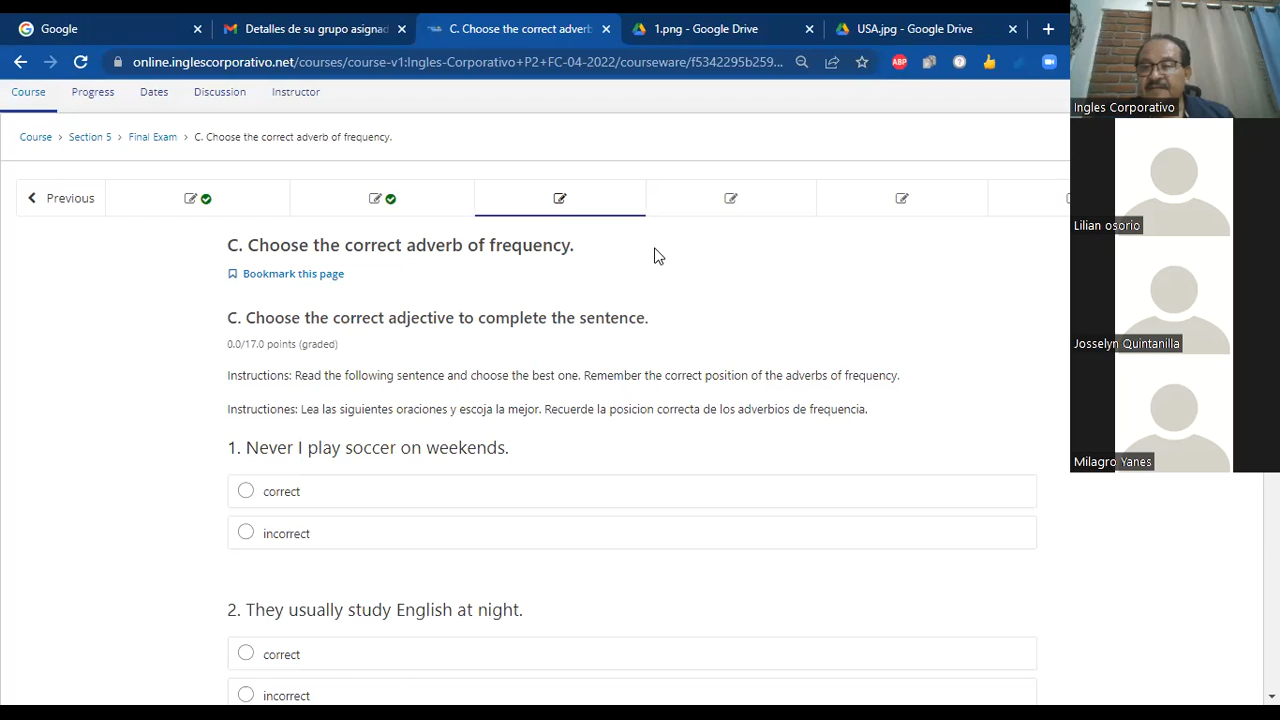 Google
Detalles de su grupo asignad
C. Choose the correct adverb
1.png - Google Drive
USA.jpg - Google Drive
online.inglescorporativo.net/courses/course-v1:Ingles-Corporativo+P2+FC-04-2022/courseware/f5342295b259...
ABP
Course
Progress
Dates
Discussion
Instructor
Course > Section 5 > Final Exam > C. Choose the correct adverb of frequency.
Previous
C. Choose the correct adverb of frequency.
Bookmark this page
C. Choose the correct adjective to complete the sentence.
0.0/17.0 points (graded)
Instructions: Read the following sentence and choose the best one. Remember the correct position of the adverbs of frequency.
Instructiones: Lea las siguientes oraciones y escoja la mejor. Recuerde la posicion correcta de los adverbios de frequencia.
1. Never I play soccer on weekends.
correct
incorrect
2. They usually study English at night.
correct
incorrect
Ingles Corporativo
Lilian osorio
Josselyn Quintanilla
Milagro Yanes